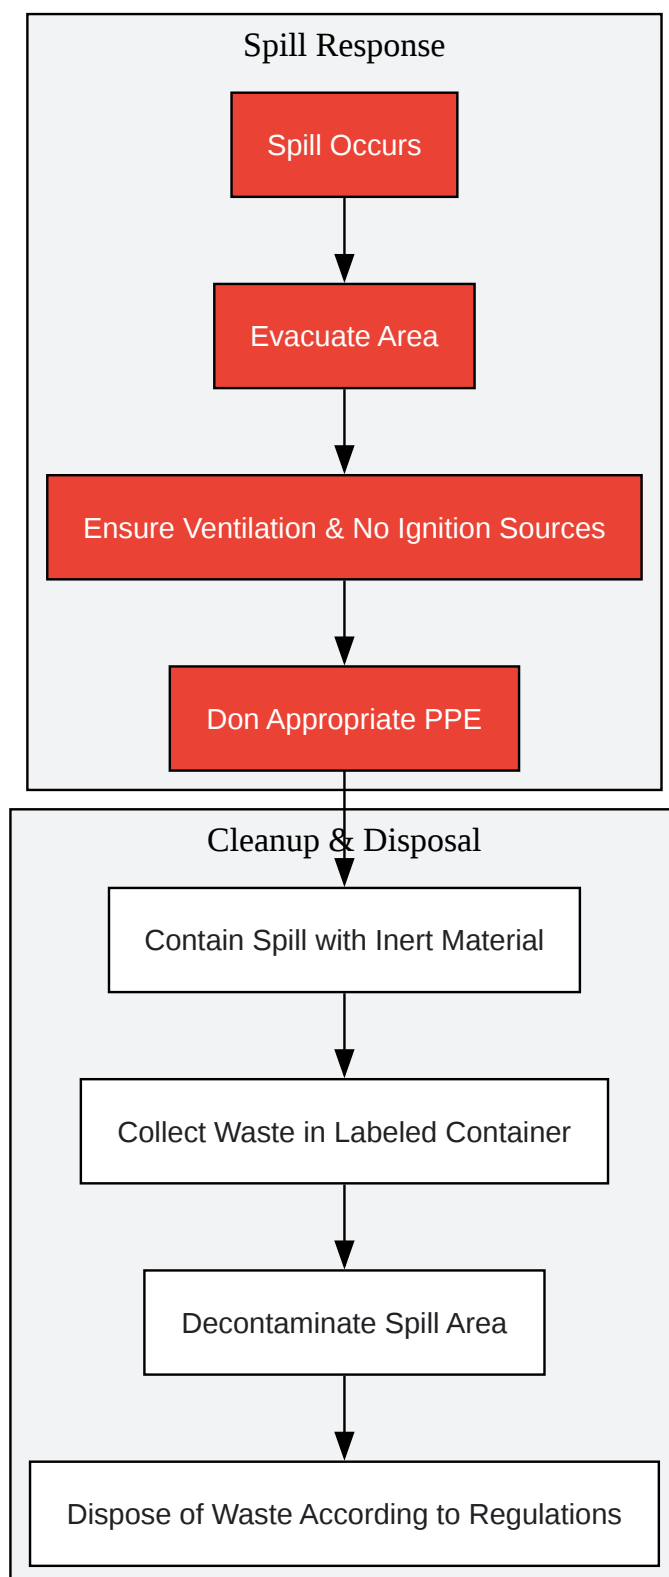 Spill Response
Spill Occurs
Evacuate Area
Ensure Ventilation & No Ignition Sources
Don Appropriate PPE
Cleanup & Disposal
Contain Spill with Inert Material
Collect Waste in Labeled Container
Decontaminate Spill Area
Dispose of Waste According to Regulations